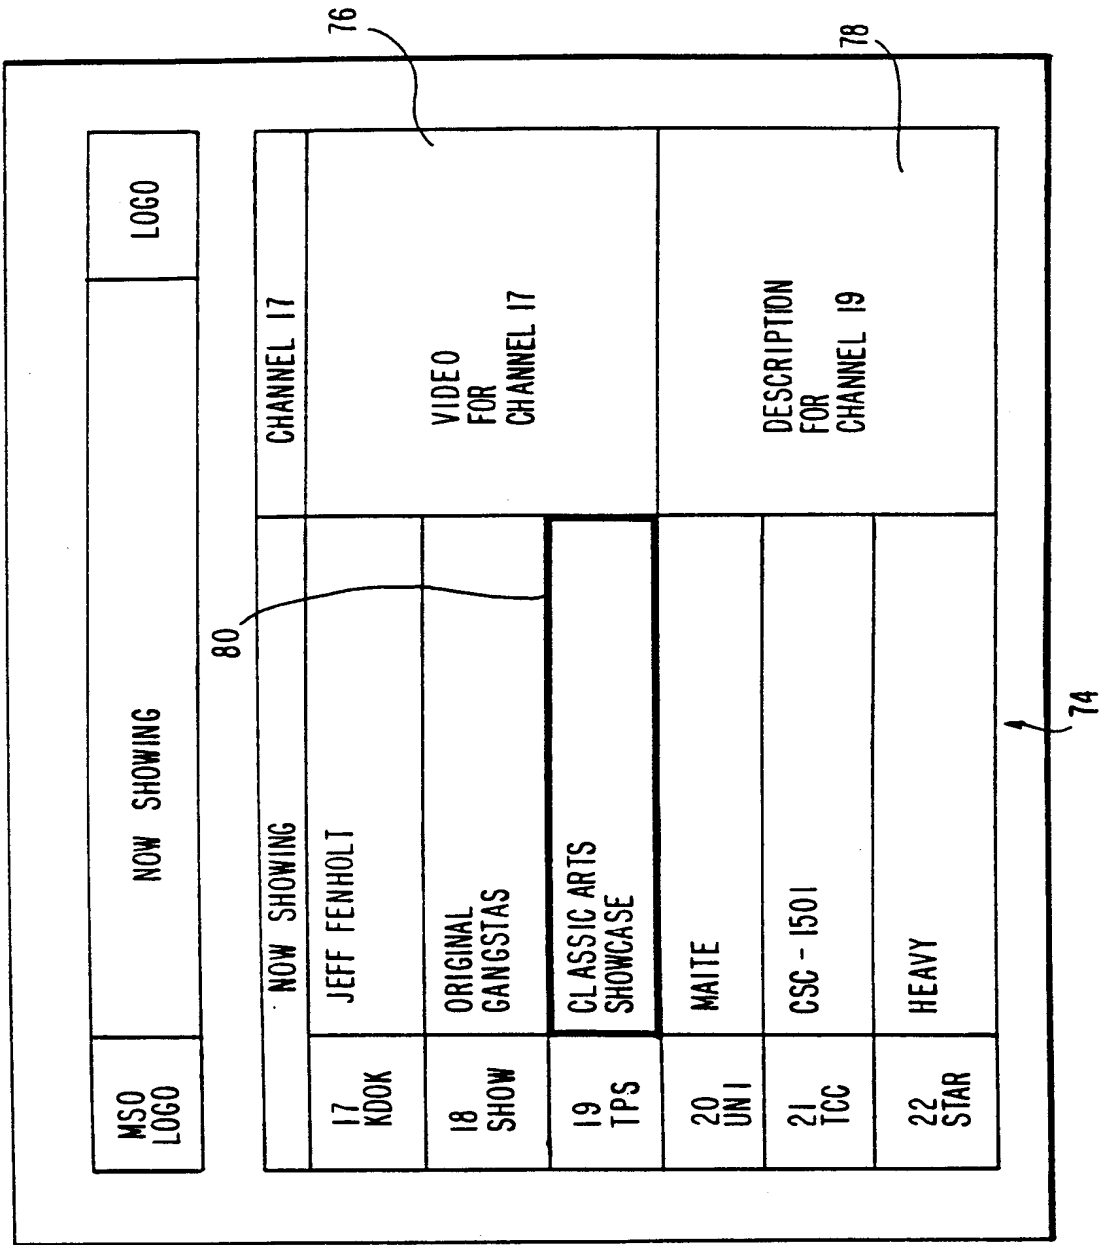 MSO
LOGO
NOW SHOWING
LOGO
NOW SHOWING
CHANNEL 17
17
KDOK
JEFF FENHOLT
18
SHOW
ORIGINAL
GANGSTAS
19
TPS
CLASSIC ARTS
SHOWCASE
20
UNI
MAITE
21
TCC
CSC - 1501
22
STAR
HEAVY
VIDEO
FOR
CHANNEL 17
DESCRIPTION
FOR
CHANNEL 19
80
76
78
74